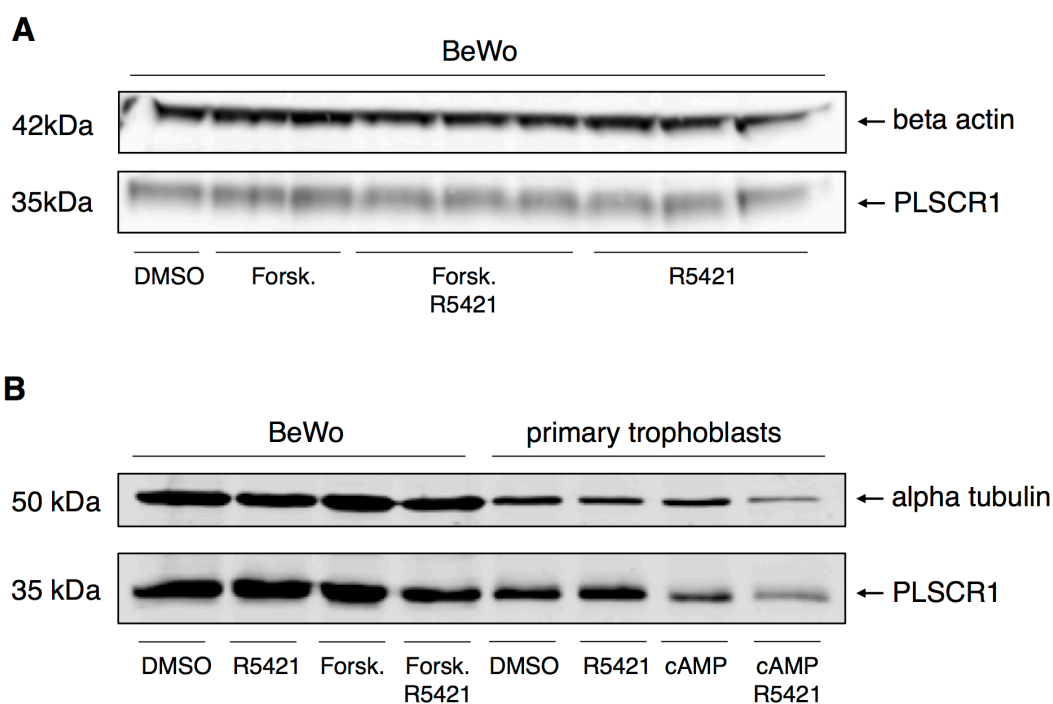 A
BeWo
42kDa
beta actin
35kDa
PLSCR1
DMSO Forsk. Forsk. R5421
R5421
B
BeWo primary trophoblasts
50 kDa
alpha tubulin
35 kDa
PLSCR1
DMSO R5421 Forsk. Forsk. DMSO R5421 cAMP cAMP
R5421 R5421